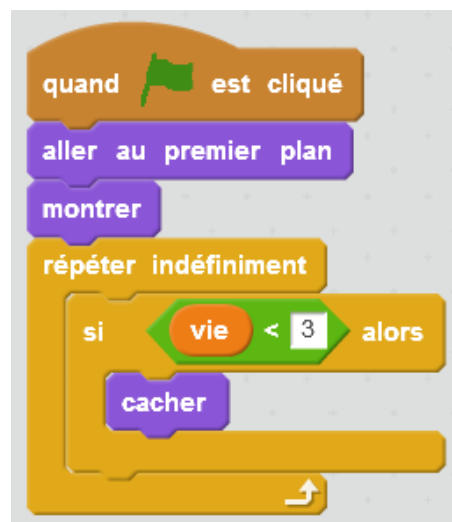 quand est cliqué
aller au premier plan
montrer
répéter indéfiniment
si vie < 3 alors
cacher